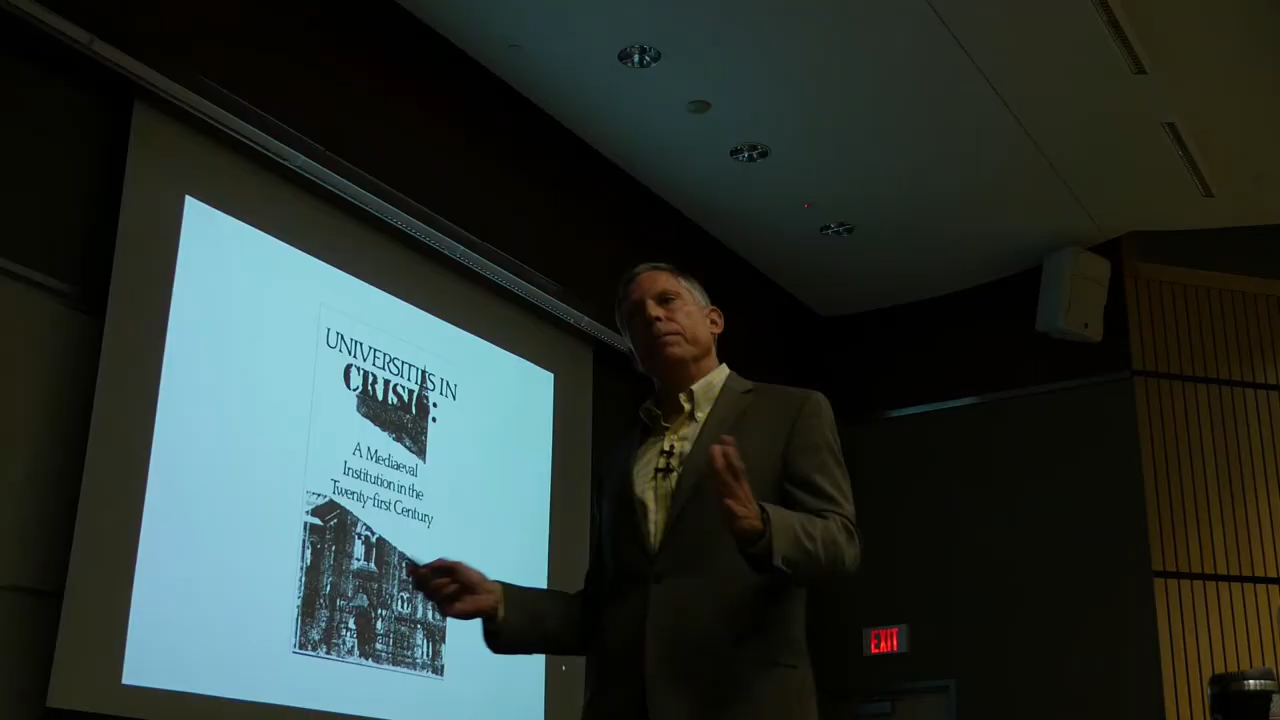 UNIVERSITIES IN
CRISIS:
A Mediaeval
Institution in the
Twenty-first Century
EXIT